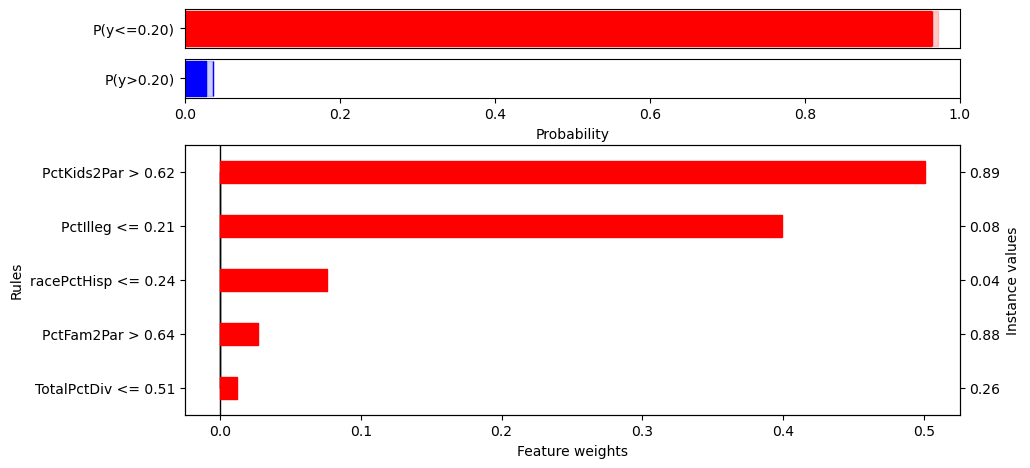 P(y<=0.20)
P(y>0.20)
0.0 0.2 0.4 0.6 0.8 1.0
Probability
PctKids2Par > 0.62 0.89
PctIlleg <= 0.21 0.08
racePctHisp <= 0.24 0.04
PctFam2Par > 0.64 0.88
TotalPctDiv <= 0.51 0.26
Rules
Instance values
0.0 0.1 0.2 0.3 0.4 0.5
Feature weights